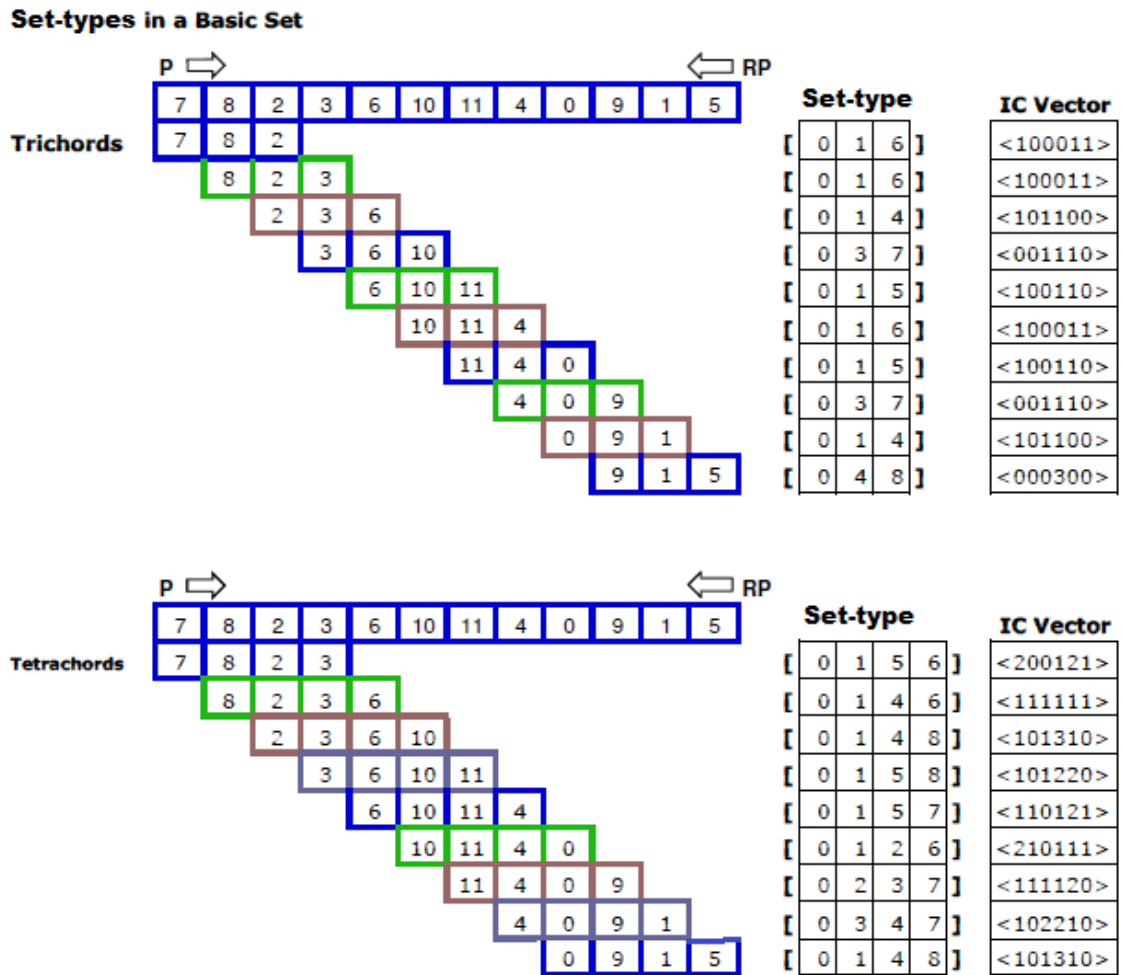 Set-types in a Basic Set
P RP
7 8 2 3 6 10 11 4 0 9 1 5 Set-type IC Vector
Trichords 7 8 2 [ 0 1 6 ] <100011>
8 2 3 [ 0 1 6 ] <100011>
2 3 6 [ 0 1 4 ] <101100>
3 6 10 [ 0 3 7 ] <001110>
6 10 11 [ 0 1 5 ] <100110>
10 11 4 [ 0 1 6 ] <100011>
11 4 0 [ 0 1 5 ] <100110>
4 0 9 [ 0 3 7 ] <001110>
0 9 1 [ 0 1 4 ] <101100>
9 1 5 [ 0 4 8 ] <000300>
P RP
7 8 2 3 6 10 11 4 0 9 1 5 Set-type IC Vector
Tetrachords 7 8 2 3 [ 0 1 5 6 ] <200121>
8 2 3 6 [ 0 1 4 6 ] <111111>
2 3 6 10 [ 0 1 4 8 ] <101310>
3 6 10 11 [ 0 1 5 8 ] <101220>
6 10 11 4 [ 0 1 5 7 ] <110121>
10 11 4 0 [ 0 1 2 6 ] <210111>
11 4 0 9 [ 0 2 3 7 ] <111120>
4 0 9 1 [ 0 3 4 7 ] <102210>
0 9 1 5 [ 0 1 4 8 ] <101310>